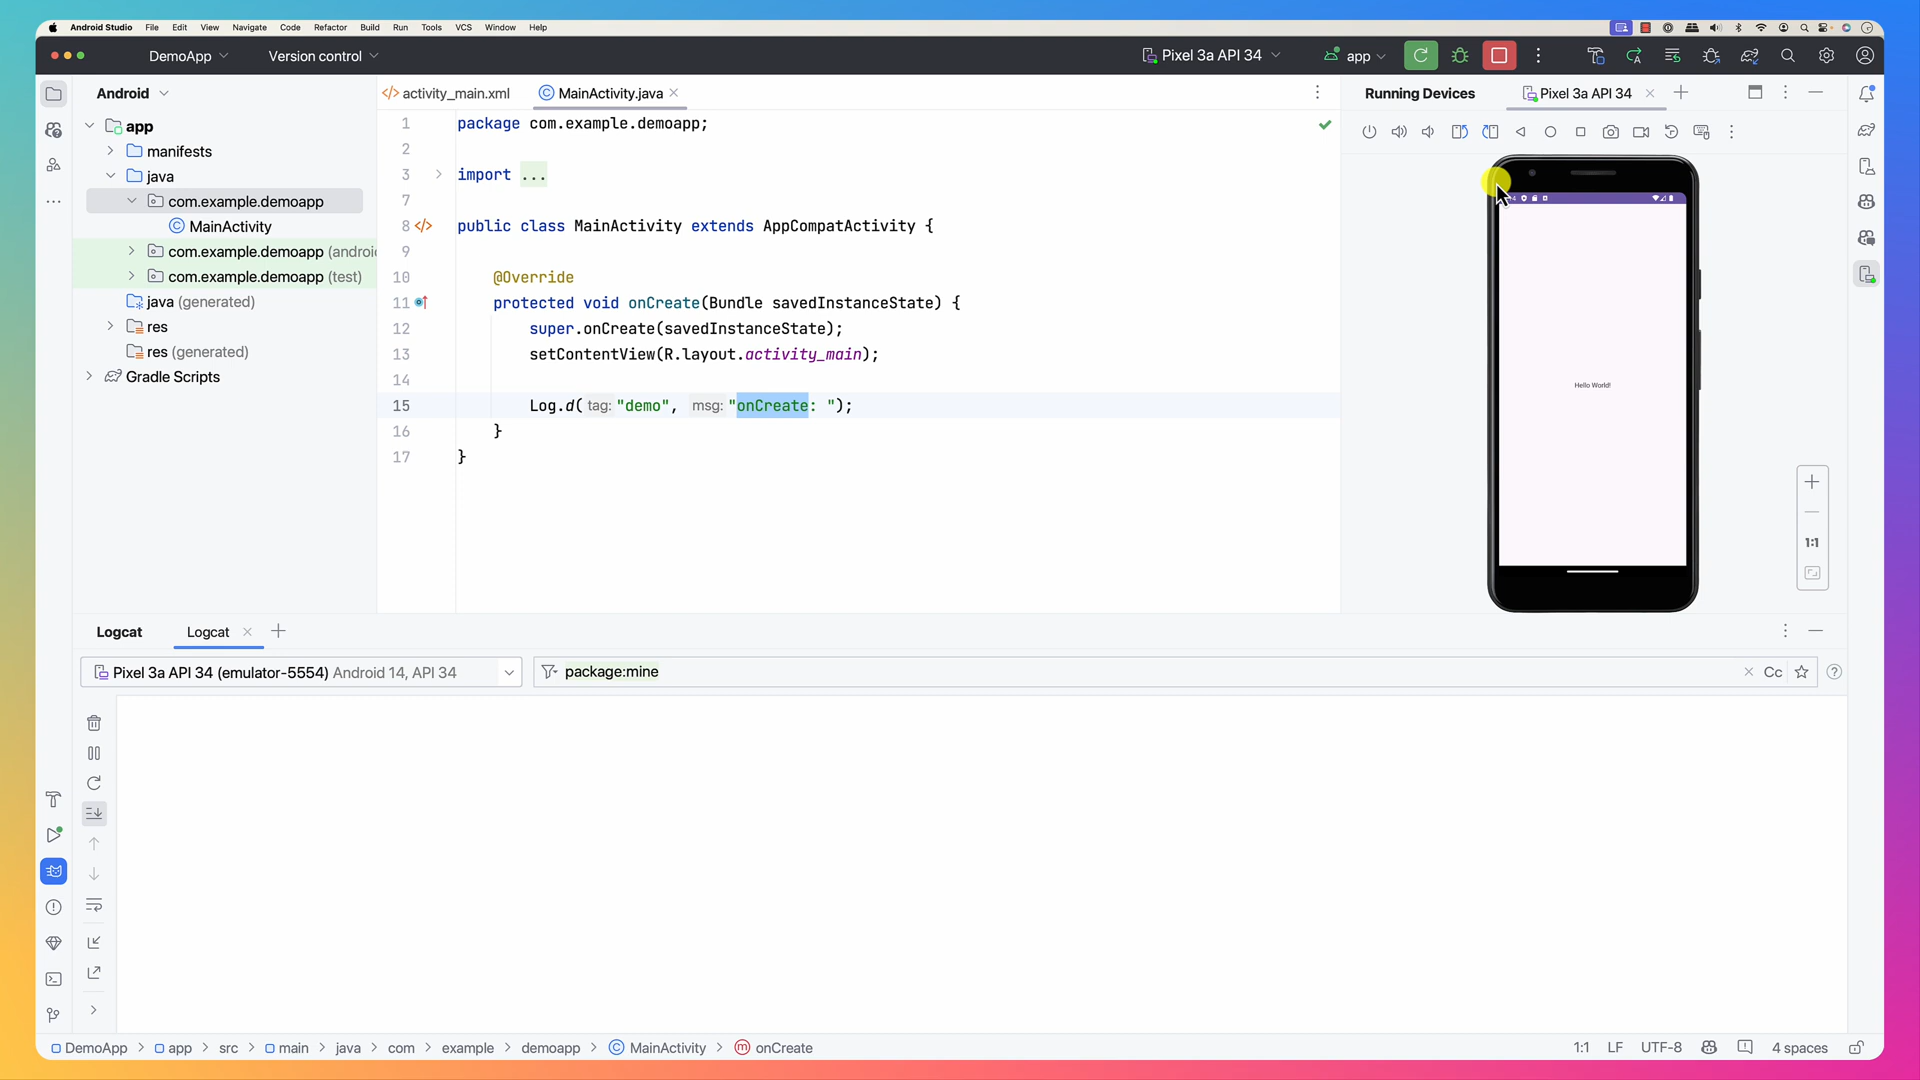 Android Studio File Edit View Navigate Code Refactor Build Run Tools VCS Window Help
DemoApp Version control Pixel 3a API 34 app
Android
app
manifests
java
com.example.demoapp
MainActivity
com.example.demoapp (androi
com.example.demoapp (test)
java (generated)
res
res (generated)
Gradle Scripts
activity_main.xml MainActivity.java
1 package com.example.demoapp;
2
3 import ...
7
8 public class MainActivity extends AppCompatActivity {
9
10 @Override
11 protected void onCreate(Bundle savedInstanceState) {
12 super.onCreate(savedInstanceState);
13 setContentView(R.layout.activity_main);
14
15 Log.d( tag: "demo", msg: "onCreate: ");
16 }
17 }
Running Devices Pixel 3a API 34
Hello World!
1:1
Logcat Logcat
Pixel 3a API 34 (emulator-5554) Android 14, API 34
package:mine Cc
DemoApp > app > src > main > java > com > example > demoapp > MainActivity > onCreate
1:1 LF UTF-8 4 spaces